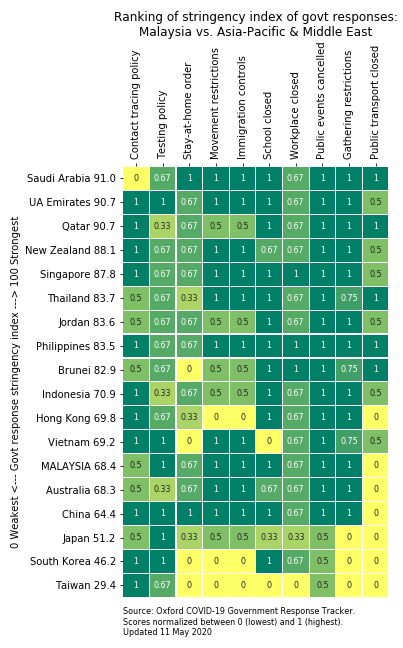 Ranking of stringency index of govt responses:
Malaysia vs. Asia-Pacific & Middle East
Contact tracing policy
Testing policy
Stay-at-home order
Movement restrictions
Immigration controls
School closed
Workplace closed
Public events cancelled
Gathering restrictions
Public transport closed
0 Weakest <--- Govt response stringency index ---> 100 Strongest
Saudi Arabia 91.0 0 0.67 1 1 1 1 0.67 1 1 1
UA Emirates 90.7 1 1 0.67 1 1 1 0.67 1 1 0.5
Qatar 90.7 1 0.33 0.67 0.5 0.5 1 0.67 1 1 1
New Zealand 88.1 1 0.67 0.67 1 1 0.67 0.67 1 1 0.5
Singapore 87.8 1 0.67 0.67 1 1 1 1 1 1 0.5
Thailand 83.7 0.5 0.67 0.33 1 1 1 0.67 1 0.75 1
Jordan 83.6 0.5 0.67 0.67 0.5 0.5 1 0.67 1 1 0.5
Philippines 83.5 1 0.67 0.67 1 1 1 1 1 1 1
Brunei 82.9 0.5 0.67 0 0.5 0.5 1 1 1 0.75 1
Indonesia 70.9 1 0.33 0.67 0.5 0.5 1 0.67 1 1 0.5
Hong Kong 69.8 1 0.67 0.33 0 0 1 0.67 1 1 0
Vietnam 69.2 1 1 0 1 1 0 0.67 1 0.75 0.5
MALAYSIA 68.4 0.5 1 0.67 1 1 1 0.67 1 1 0
Australia 68.3 0.5 0.33 0.67 1 1 0.67 0.67 1 1 0
China 64.4 1 1 1 1 1 1 0.67 1 1 0
Japan 51.2 0.5 1 0.33 0.5 0.5 0.33 0.33 0.5 0 0
South Korea 46.2 1 1 0 0 0 1 0.67 0.5 0 0
Taiwan 29.4 1 0.67 0 0 0 0 0 0.5 0 0
Source: Oxford COVID-19 Government Response Tracker.
Scores normalized between 0 (lowest) and 1 (highest).
Updated 11 May 2020